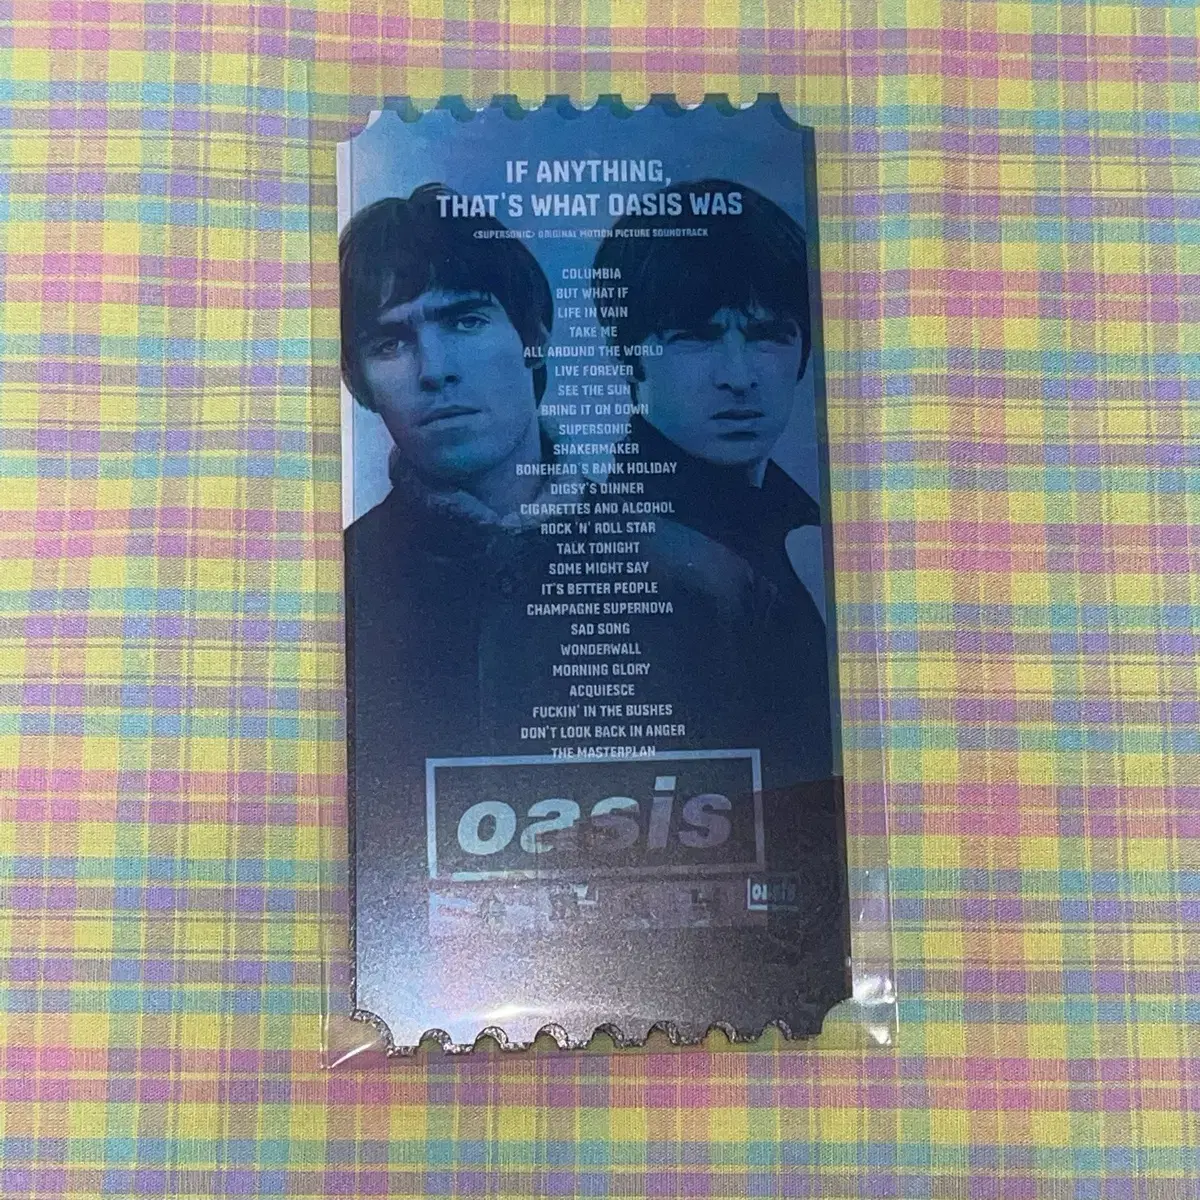 IF ANYTHING,
THAT'S WHAT OASIS WAS
<SUPERSONIC> ORIGINAL MOTION PICTURE SOUNDTRACK
COLUMBIA
BUT WHAT IF
LIFE IN VAIN
TAKE ME
ALL AROUND THE WORLD
LIVE FOREVER
SEE THE SUN
BRING IT ON DOWN
SUPERSONIC
SHAKERMAKER
BONEHEAD'S BANK HOLIDAY
DIGSY'S DINNER
CIGARETTES AND ALCOHOL
ROCK 'N' ROLL STAR
TALK TONIGHT
SOME MIGHT SAY
IT'S BETTER PEOPLE
CHAMPAGNE SUPERNOVA
SAD SONG
WONDERWALL
MORNING GLORY
ACQUIESCE
FUCKIN' IN THE BUSHES
DON'T LOOK BACK IN ANGER
THE MASTERPLAN
oasis
oasis